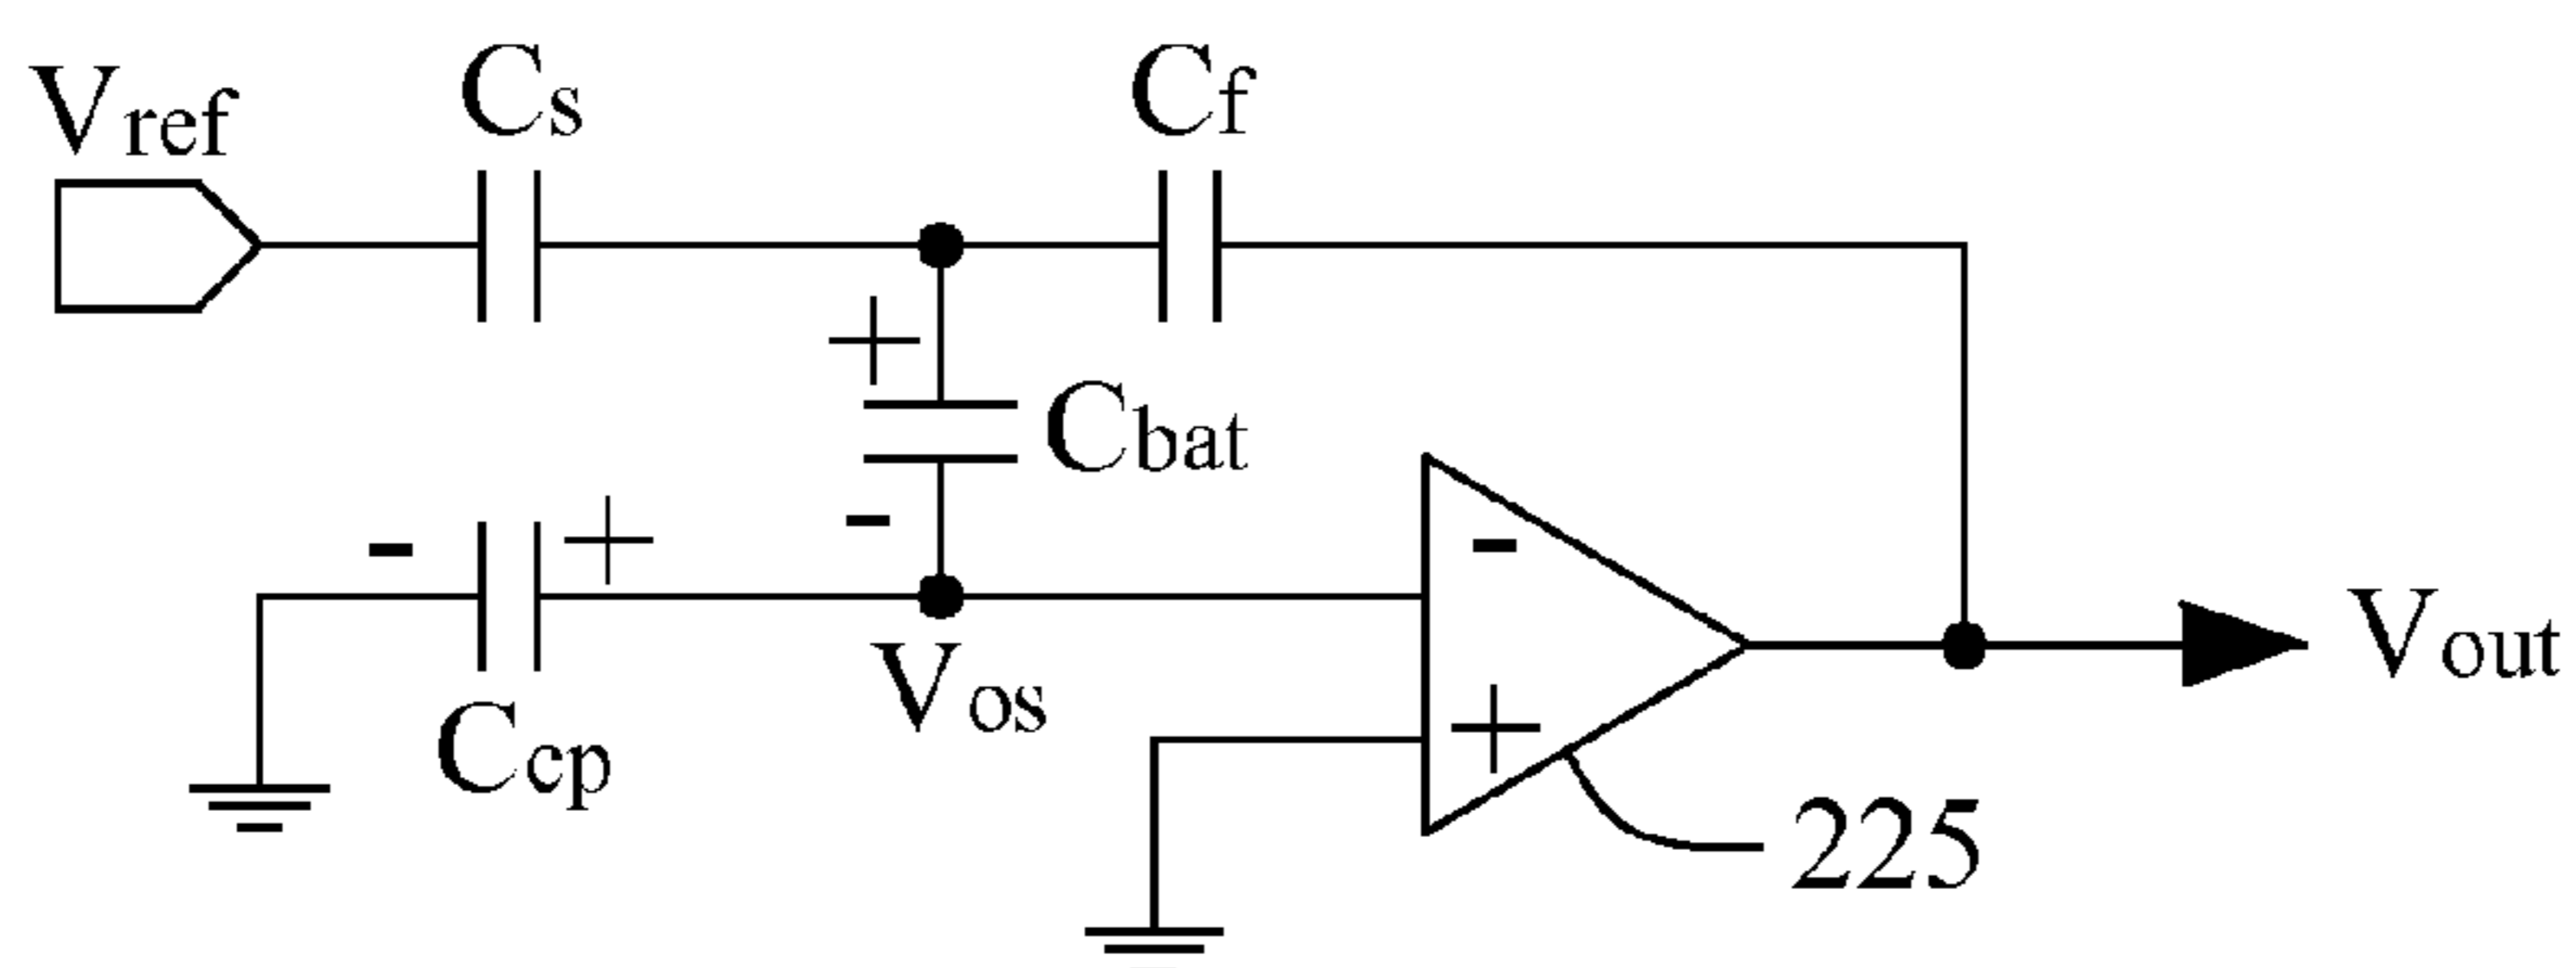 Vref
Cs
Cf
+
Cbat
-
- +
-
Vos
Ccp
+
Vout
225